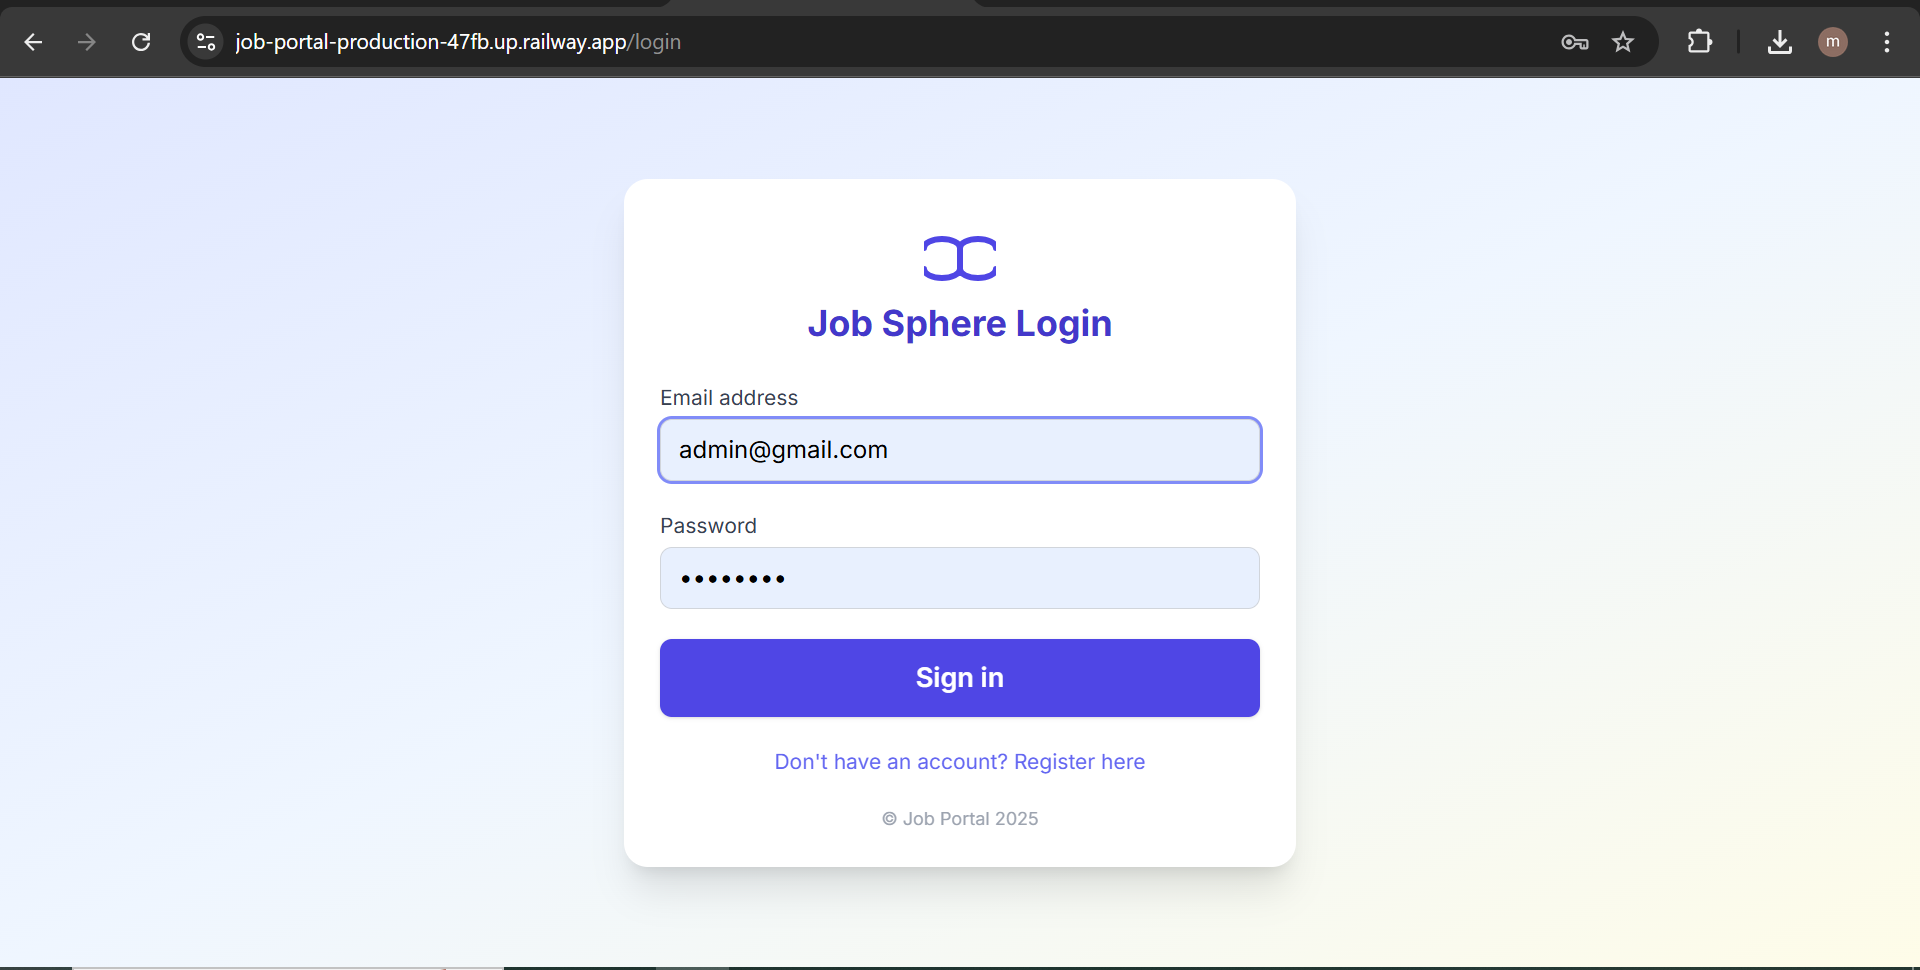 job-portal-production-47fb.up.railway.app/login
m
Job Sphere Login
Email address
admin@gmail.com
Password
••••••••
Sign in
Don't have an account? Register here
© Job Portal 2025